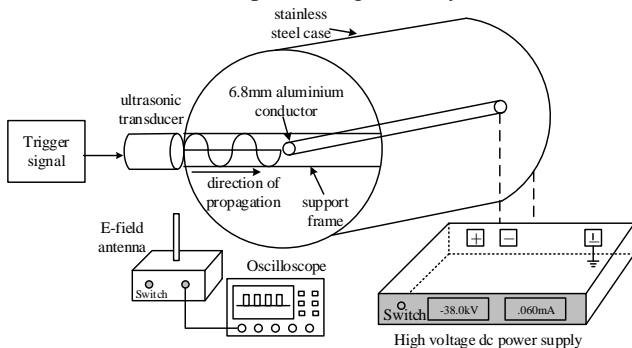 stainless
steel case
6.8mm aluminium
conductor
ultrasonic
transducer
Trigger
signal
direction of
propagation
support
frame
E-field
antenna
Switch
Oscilloscope
+
−
Switch
-38.0kV
.060mA
High voltage dc power supply